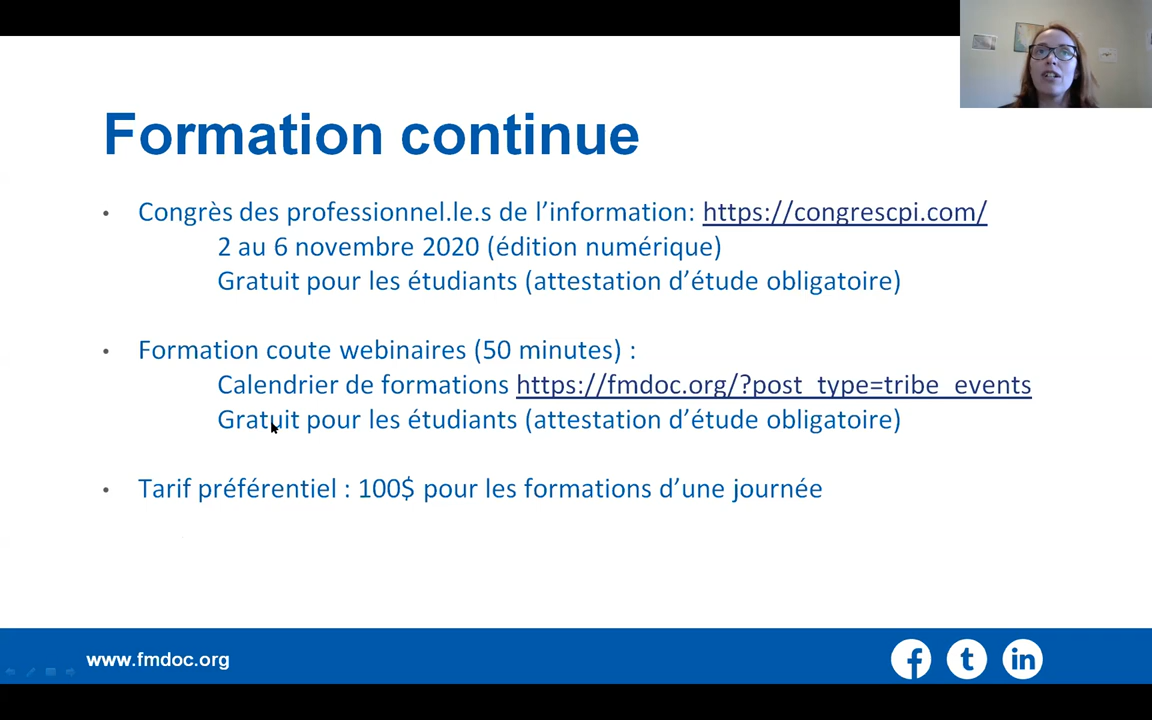 Formation continue
• Congrès des professionnel.le.s de l’information: https://congrescpi.com/
2 au 6 novembre 2020 (édition numérique)
Gratuit pour les étudiants (attestation d’étude obligatoire)
• Formation coute webinaires (50 minutes) :
Calendrier de formations https://fmdoc.org/?post_type=tribe_events
Gratuit pour les étudiants (attestation d’étude obligatoire)
• Tarif préférentiel : 100$ pour les formations d’une journée
www.fmdoc.org